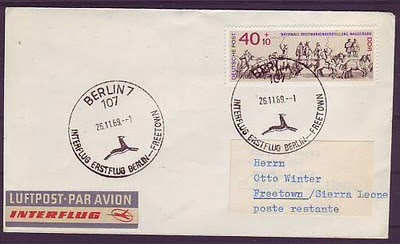 NATIONALE BRIEFMARKENAUSSTELLUNG MAGDEBURG
DEUTSCHE POST
40+10
DDR
BERLIN 7
107
26.11.69.--1
INTERFLUG ERSTFLUG BERLIN - FREETOWN
BERLIN 7
107
26.11.69.--1
INTERFLUG ERSTFLUG BERLIN - FREETOWN
Herrn
Otto Winter
Freetown /Sierra Leone
poste restante
LUFTPOST·PAR AVION
INTERFLUG